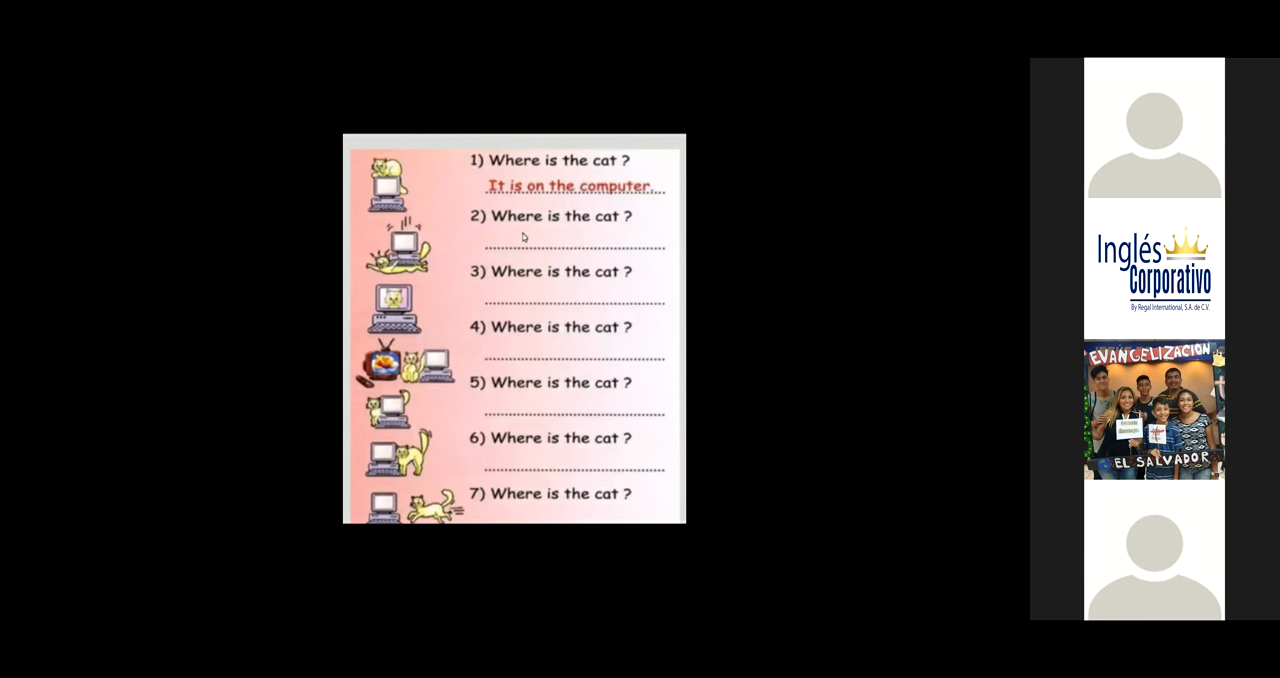 1) Where is the cat ?
It is on the computer.
2) Where is the cat ?
3) Where is the cat ?
4) Where is the cat ?
5) Where is the cat ?
6) Where is the cat ?
7) Where is the cat ?
Inglés
Corporativo
By Regal International, S.A. de C.V.
EVANGELIZACION
EL SALVADOR